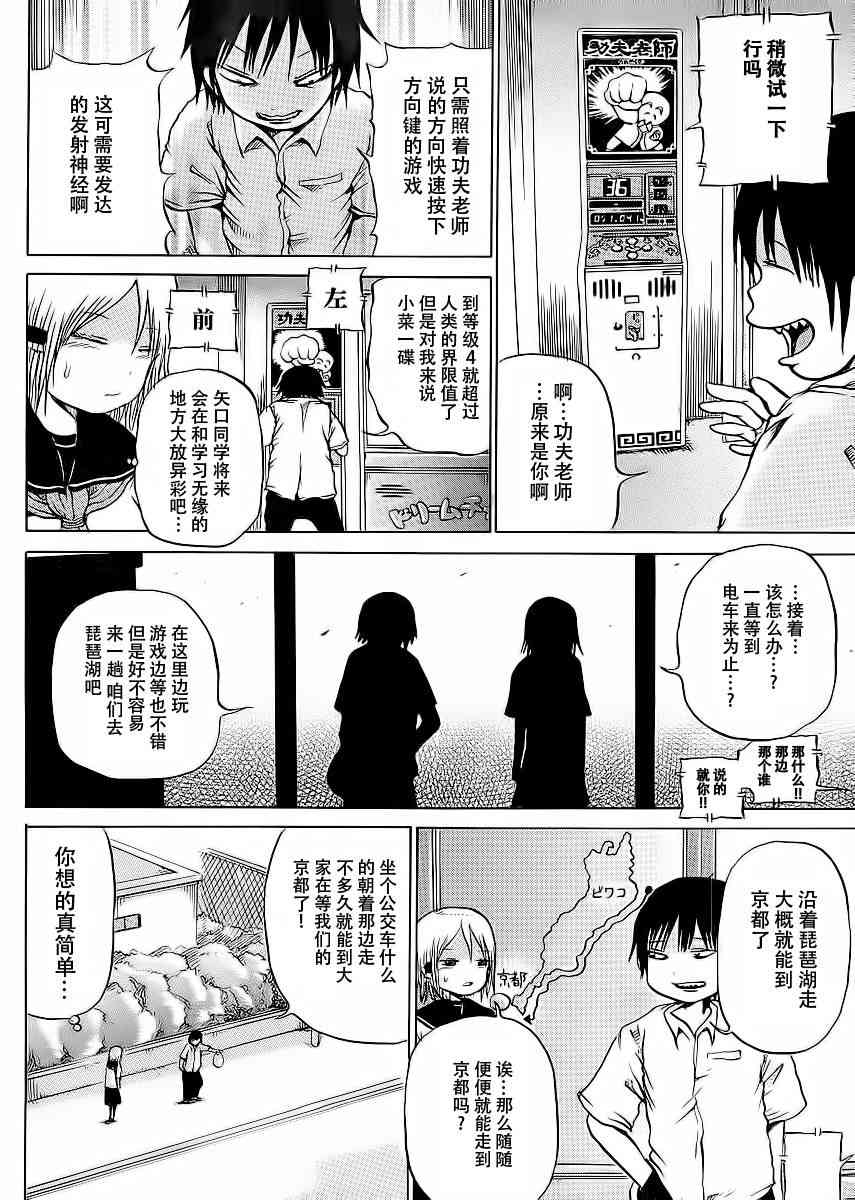 稍微试一下
行吗
功夫老師
36
啊…功夫老师
…原来是你啊
只需照着功夫老师
说的方向快速按下
方向键的游戏
这可需要发达
的发射神经啊
到等级4就超过
人类的界限值了
但是对我来说
小菜一碟
左
前
功夫
ドリームデ
矢口同学将来
会在和学习无缘的
地方大放异彩吧…
…接着…
该怎么办…?
一直等到
电车来为止…?
那什么!!
那边
那个谁
说的
就你!!
在这里边玩
游戏边等也不错
但是好不容易
来一趟 咱们去
琵琶湖吧
沿着琵琶湖走
大概就能到
京都了
ビワコ
京都
诶…那么随随
便便就能走到
京都吗?
坐个公交车什么
的朝着那边走
不多久就能到大
家在等我们的
京都了!
你想的
真简单…